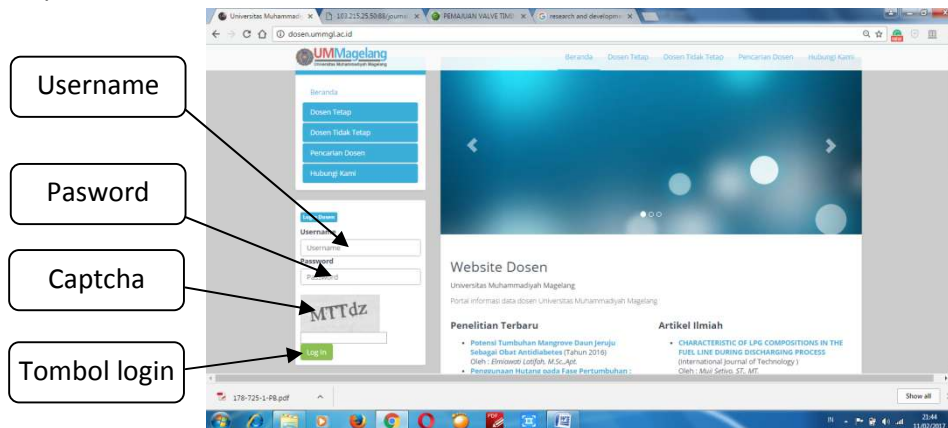 Username
Pasword
Captcha
Tombol login
Universitas Muhammadi
103.215.25.50:88/journal
PEMAJUAN VALVE TIMI
research and developme
dosen.ummgl.ac.id
UMMagelang
Universitas Muhammadiyah Magelang
Beranda Dosen Tetap Dosen Tidak Tetap Pencarian Dosen Hubungi Kami
Beranda
Dosen Tetap
Dosen Tidak Tetap
Pencarian Dosen
Hubungi Kami
Login Dosen
Username
Username
Password
Password
MTTdz
Log in
Website Dosen
Universitas Muhammadiyah Magelang
Portal informasi data dosen Universitas Muhammadiyah Magelang
Penelitian Terbaru
Potensi Tumbuhan Mangrove Daun Jeruju
Sebagai Obat Antidiabetes (Tahun 2016)
Oleh : Elmiawati Latifah, M.Sc.,Apt.
Penggunaan Hutang pada Fase Pertumbuhan :
Artikel Ilmiah
CHARACTERISTIC OF LPG COMPOSITIONS IN THE
FUEL LINE DURING DISCHARGING PROCESS
(International Journal of Technology )
Oleh : Muji Setiyo, ST., MT.
178-725-1-PB.pdf
Show all
IN
21:44
11/02/2017